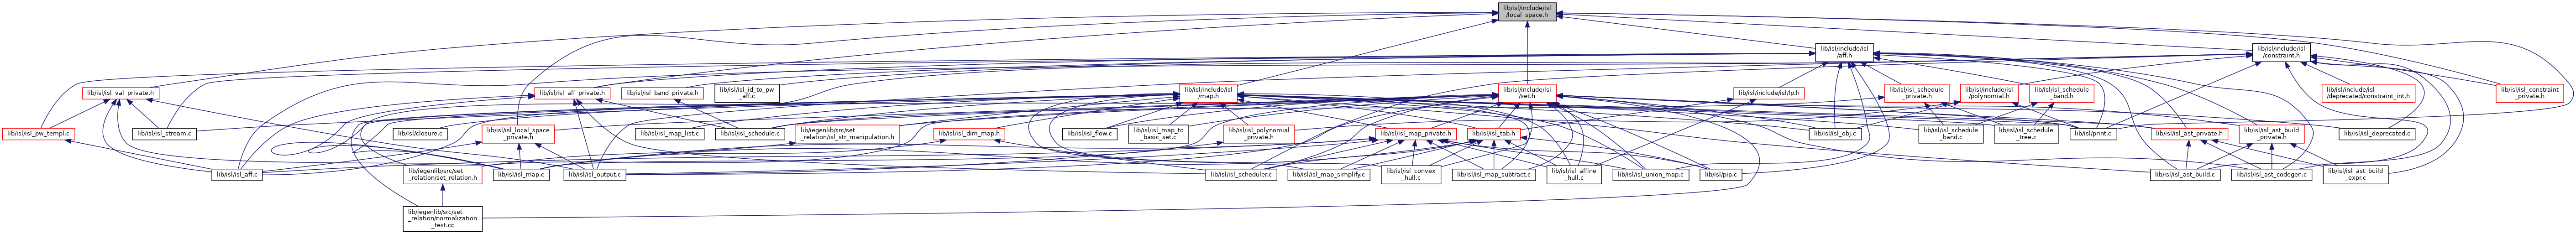 lib/isl/include/isl
/local_space.h
lib/isl/include/isl
/aff.h
lib/isl/include/isl
/constraint.h
lib/isl/isl_val_private.h
lib/isl/isl_aff_private.h
lib/isl/isl_band_private.h
lib/isl/isl_id_to_pw
_aff.c
lib/isl/include/isl
/map.h
lib/isl/include/isl
/set.h
lib/isl/include/isl/lp.h
lib/isl/isl_schedule
_private.h
lib/isl/include/isl
/polynomial.h
lib/isl/include/isl
/schedule
_band.h
lib/isl/include/isl
/deprecated/constraint_int.h
lib/isl/isl_constraint
_private.h
lib/isl/isl_pw_templ.c
lib/isl/isl_stream.c
lib/isl/isl_closure.c
lib/isl/isl_local_space
_private.h
lib/isl/isl_map_list.c
lib/isl/isl_schedule.c
lib/iegenlib/src/set
_relation/isl_str_manipulation.h
lib/isl/isl_dim_map.h
lib/isl/isl_flow.c
lib/isl/isl_map_to
_basic_set.c
lib/isl/isl_polynomial
_private.h
lib/isl/isl_map_private.h
lib/isl/isl_tab.h
lib/isl/isl_obj.c
lib/isl/isl_schedule
_band.c
lib/isl/isl_schedule
_tree.c
lib/isl/print.c
lib/isl/isl_ast_private.h
lib/isl/isl_ast_build
_private.h
lib/isl/isl_deprecated.c
lib/isl/isl_aff.c
lib/iegenlib/src/set
_relation/set_relation.h
lib/isl/isl_map.c
lib/isl/isl_output.c
lib/isl/isl_scheduler.c
lib/isl/isl_map_simplify.c
lib/isl/isl_convex
_hull.c
lib/isl/isl_map_subtract.c
lib/isl/isl_affine
_hull.c
lib/isl/isl_union_map.c
lib/isl/pip.c
lib/isl/isl_ast_build.c
lib/isl/isl_ast_codegen.c
lib/isl/isl_ast_build
_expr.c
lib/iegenlib/src/set
_relation/normalization
_test.cc